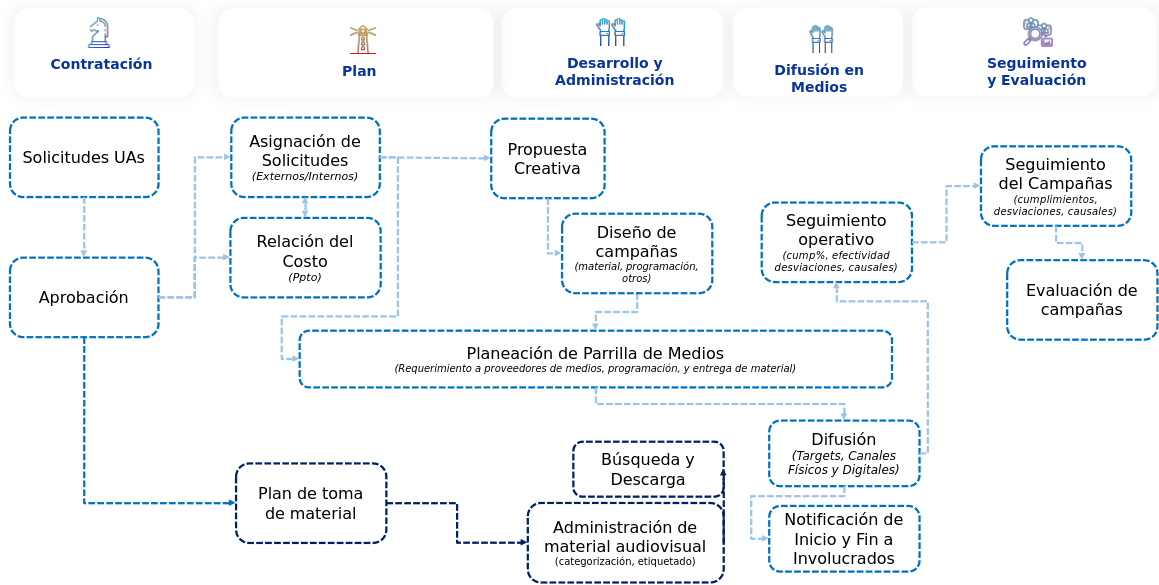 Contratación
Plan
Desarrollo y
Administración
Difusión en
Medios
Seguimiento
y Evaluación
Solicitudes UAs
Aprobación
Asignación de
Solicitudes
(Externos/Internos)
Relación del
Costo
(Ppto)
Propuesta
Creativa
Diseño de
campañas
(material, programación,
otros)
Seguimiento
operativo
(cump%, efectividad
desviaciones, causales)
Seguimiento
del Campañas
(cumplimientos,
desviaciones, causales)
Evaluación de
campañas
Planeación de Parrilla de Medios
(Requerimiento a proveedores de medios, programación, y entrega de material)
Difusión
(Targets, Canales
Físicos y Digitales)
Búsqueda y
Descarga
Plan de toma
de material
Administración de
material audiovisual
(categorización, etiquetado)
Notificación de
Inicio y Fin a
Involucrados